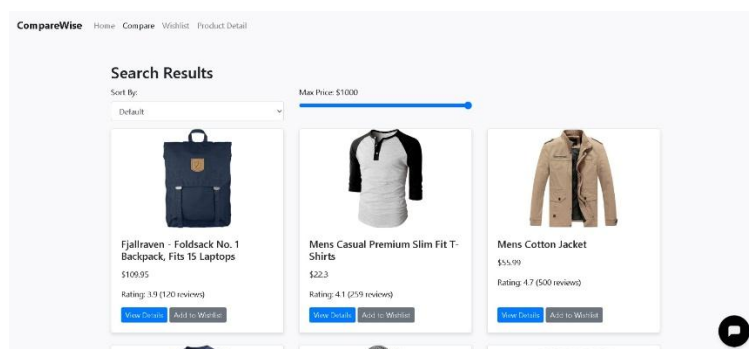 CompareWise Home Compare Wishlist Product Detail
Search Results
Sort By:
Default
Max Price: $1000
Fjallraven - Foldsack No. 1
Backpack, Fits 15 Laptops
$109.95
Rating: 3.9 (120 reviews)
View Details Add to Wishlist
Mens Casual Premium Slim Fit T-
Shirts
$22.3
Rating: 4.1 (259 reviews)
View Details Add to Wishlist
Mens Cotton Jacket
$55.99
Rating: 4.7 (500 reviews)
View Details Add to Wishlist